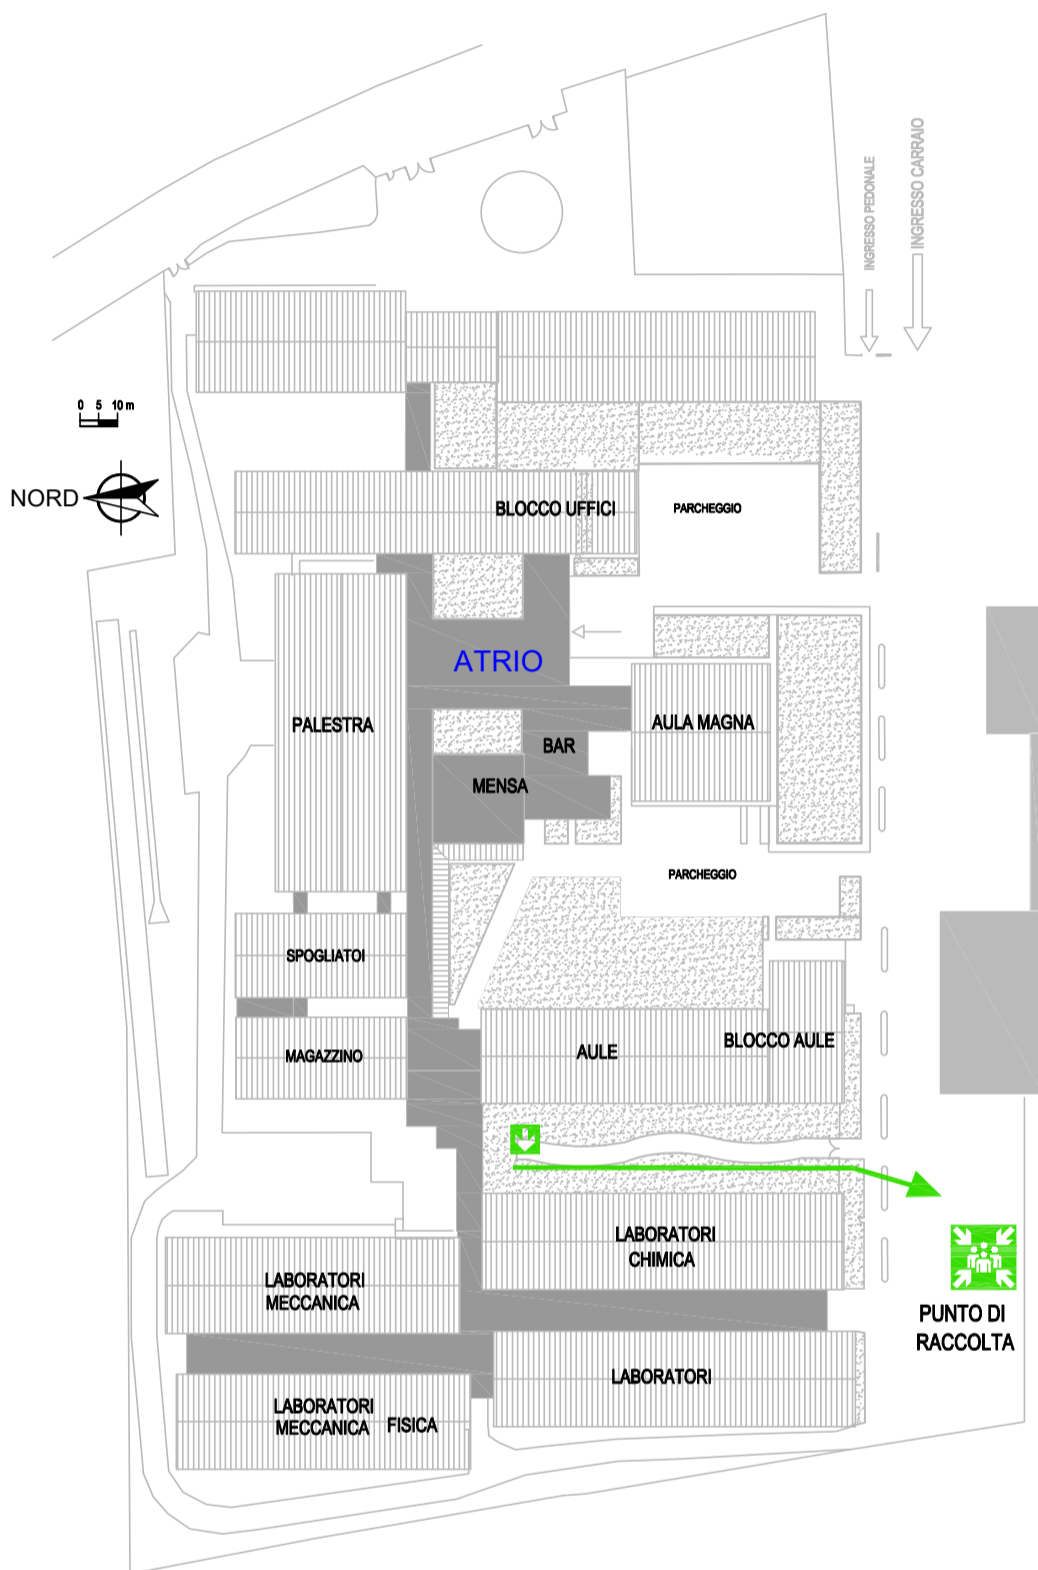 INGRESSO PEDONALE
INGRESSO CARRAIO
0 5 10 m
NORD
BLOCCO UFFICI
PARCHEGGIO
ATRIO
PALESTRA
AULA MAGNA
BAR
MENSA
PARCHEGGIO
SPOGLIATOI
AULE
BLOCCO AULE
MAGAZZINO
LABORATORI
CHIMICA
LABORATORI
MECCANICA
PUNTO DI
RACCOLTA
LABORATORI
LABORATORI
MECCANICA FISICA